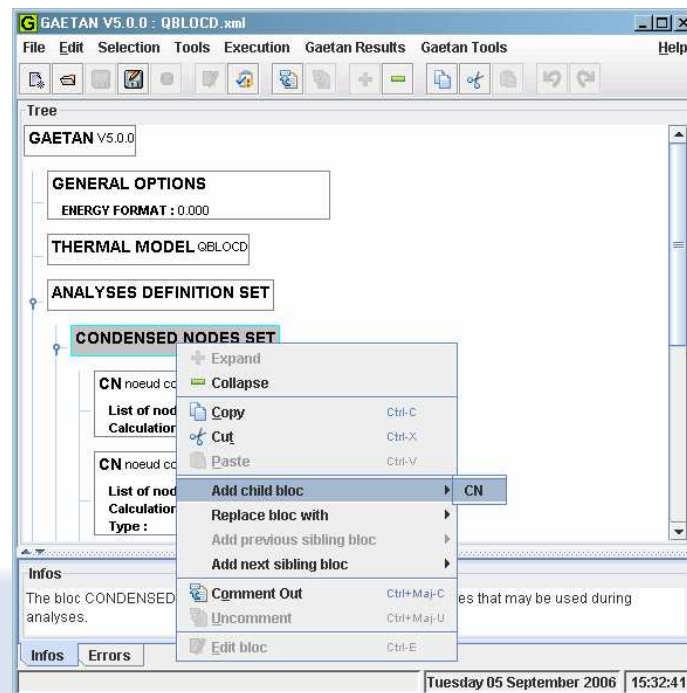 GAETAN V5.0.0 : QBLOCD.xml
File Edit Selection Tools Execution Gaetan Results Gaetan Tools Help
Tree
GAETAN V5.0.0
GENERAL OPTIONS
ENERGY FORMAT : 0.000
THERMAL MODEL QBLOCD
ANALYSES DEFINITION SET
CONDENSED NODES SET
Expand
CN noeud co
Collapse
List of nod
Copy Ctrl-C
Calculation
Cut Ctrl-X
CN noeud co
Paste Ctrl-V
List of nod
Add child bloc CN
Calculation
Replace bloc with
Type :
Add previous sibling bloc
Add next sibling bloc
Infos
The bloc CONDENSED
Comment Out Ctrl+Maj-C
es that may be used during
analyses.
Uncomment Ctrl+Maj-U
Edit bloc Ctrl-E
Infos Errors
Tuesday 05 September 2006 15:32:41